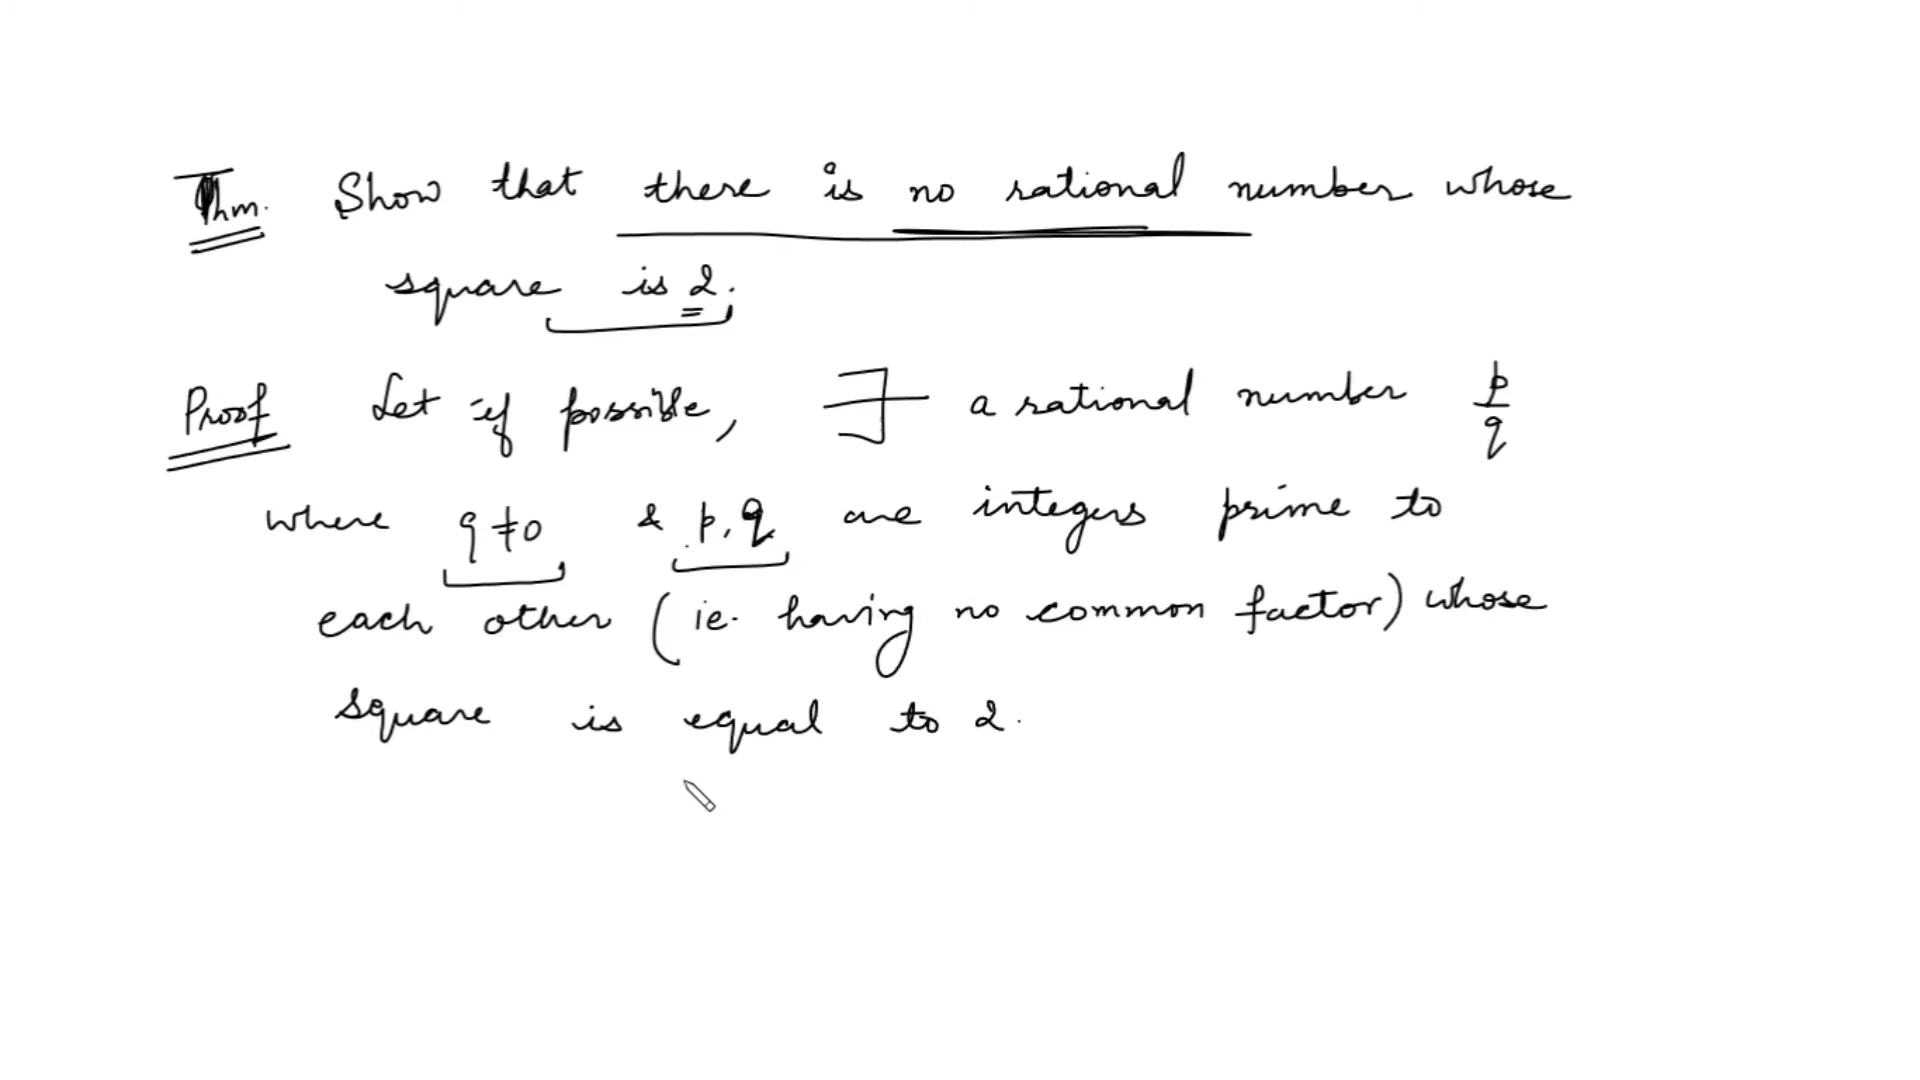 Thm. Show that there is no rational number whose
square is 2.
Proof Let if possible, ∃ a rational number p/q
where q ≠ 0 & p, q are integers prime to
each other (ie. having no common factor) whose
square is equal to 2.